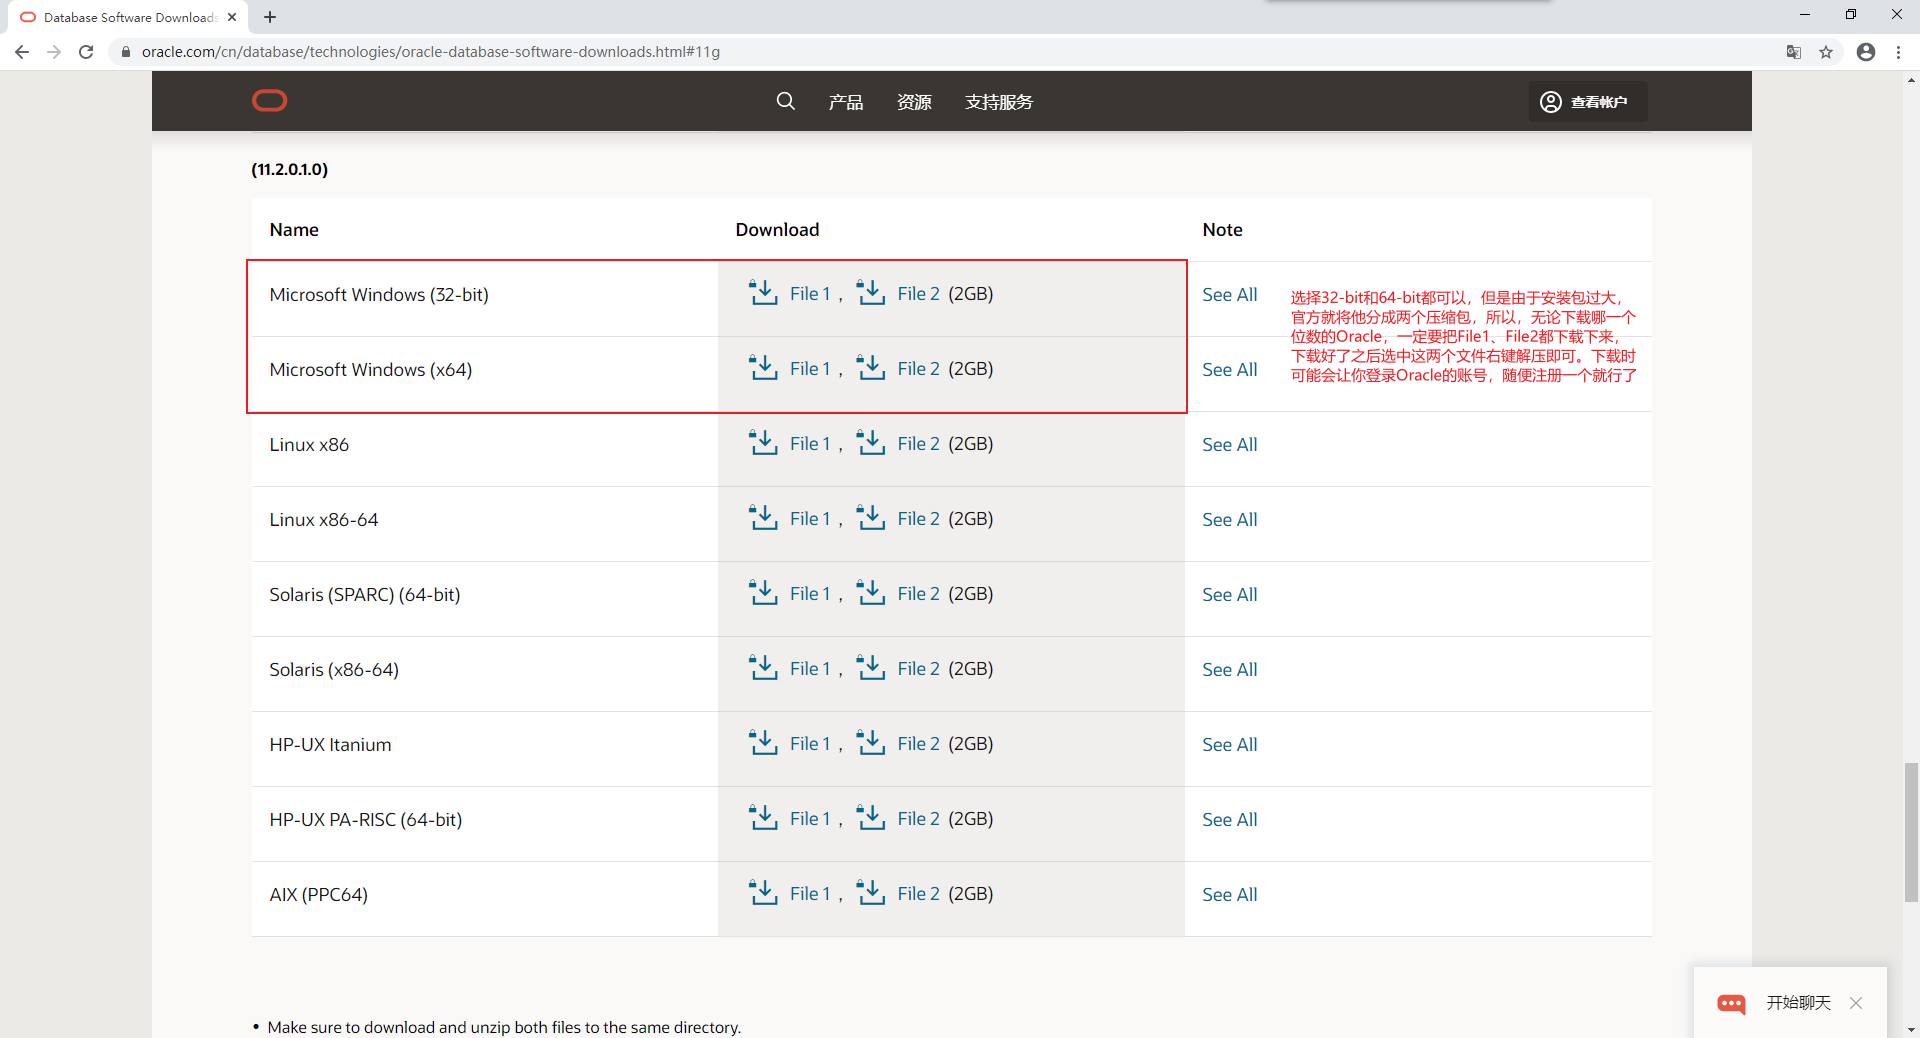 Database Software Downloads
oracle.com/cn/database/technologies/oracle-database-software-downloads.html#11g
产品 资源 支持服务 查看帐户
(11.2.0.1.0)
Name Download Note
Microsoft Windows (32-bit) File 1 , File 2 (2GB) See All
选择32-bit和64-bit都可以，但是由于安装包过大，
官方就将他分成两个压缩包，所以，无论下载哪一个
位数的Oracle，一定要把File1、File2都下载下来，
下载好了之后选中这两个文件右键解压即可。下载时
可能会让你登录Oracle的账号，随便注册一个就行了
Microsoft Windows (x64) File 1 , File 2 (2GB) See All
Linux x86 File 1 , File 2 (2GB) See All
Linux x86-64 File 1 , File 2 (2GB) See All
Solaris (SPARC) (64-bit) File 1 , File 2 (2GB) See All
Solaris (x86-64) File 1 , File 2 (2GB) See All
HP-UX Itanium File 1 , File 2 (2GB) See All
HP-UX PA-RISC (64-bit) File 1 , File 2 (2GB) See All
AIX (PPC64) File 1 , File 2 (2GB) See All
开始聊天
• Make sure to download and unzip both files to the same directory.